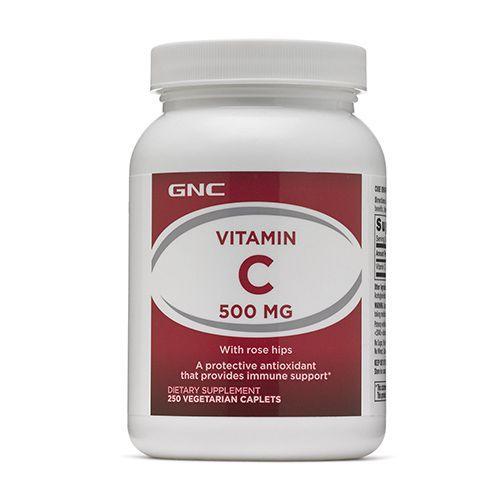 GNC
VITAMIN
C
500 MG
With rose hips
A protective antioxidant
that provides immune support*
DIETARY SUPPLEMENT
250 VEGETARIAN CAPLETS